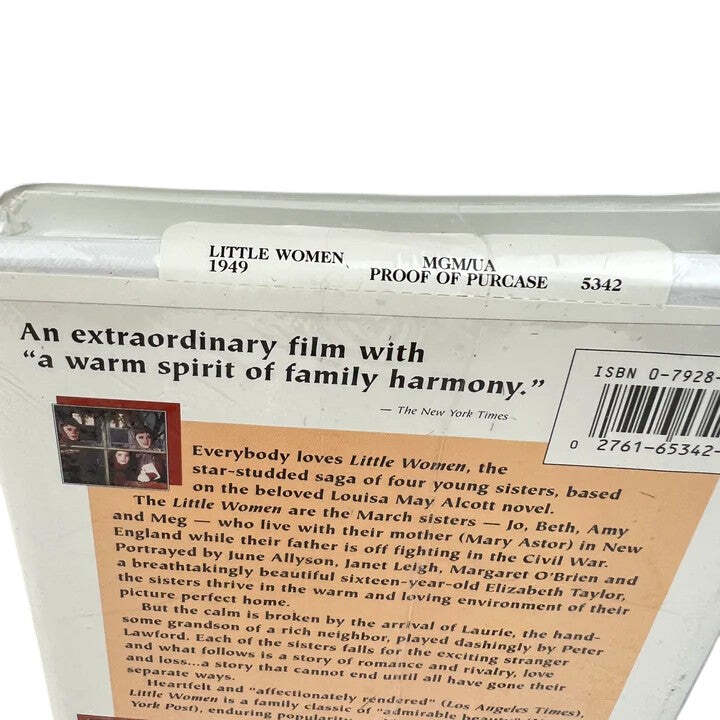 LITTLE WOMEN
1949
MGM/UA
PROOF OF PURCASE
5342
An extraordinary film with
“a warm spirit of family harmony.”
— The New York Times
ISBN 0-7928-
0 2761-65342-
Everybody loves Little Women, the
star-studded saga of four young sisters, based
on the beloved Louisa May Alcott novel.
The Little Women are the March sisters — Jo, Beth, Amy
and Meg — who live with their mother (Mary Astor) in New
England while their father is off fighting in the Civil War.
Portrayed by June Allyson, Janet Leigh, Margaret O'Brien and
a breathtakingly beautiful sixteen-year-old Elizabeth Taylor,
the sisters thrive in the warm and loving environment of their
picture perfect home.
But the calm is broken by the arrival of Laurie, the hand-
some grandson of a rich neighbor, played dashingly by Peter
Lawford. Each of the sisters falls for the exciting stranger
and what follows is a story of romance and rivalry, love
and loss...a story that cannot end until all have gone their
separate ways.
Heartfelt and "affectionately rendered" (Los Angeles Times),
Little Women is a family classic of "admirable
York Post), enduring